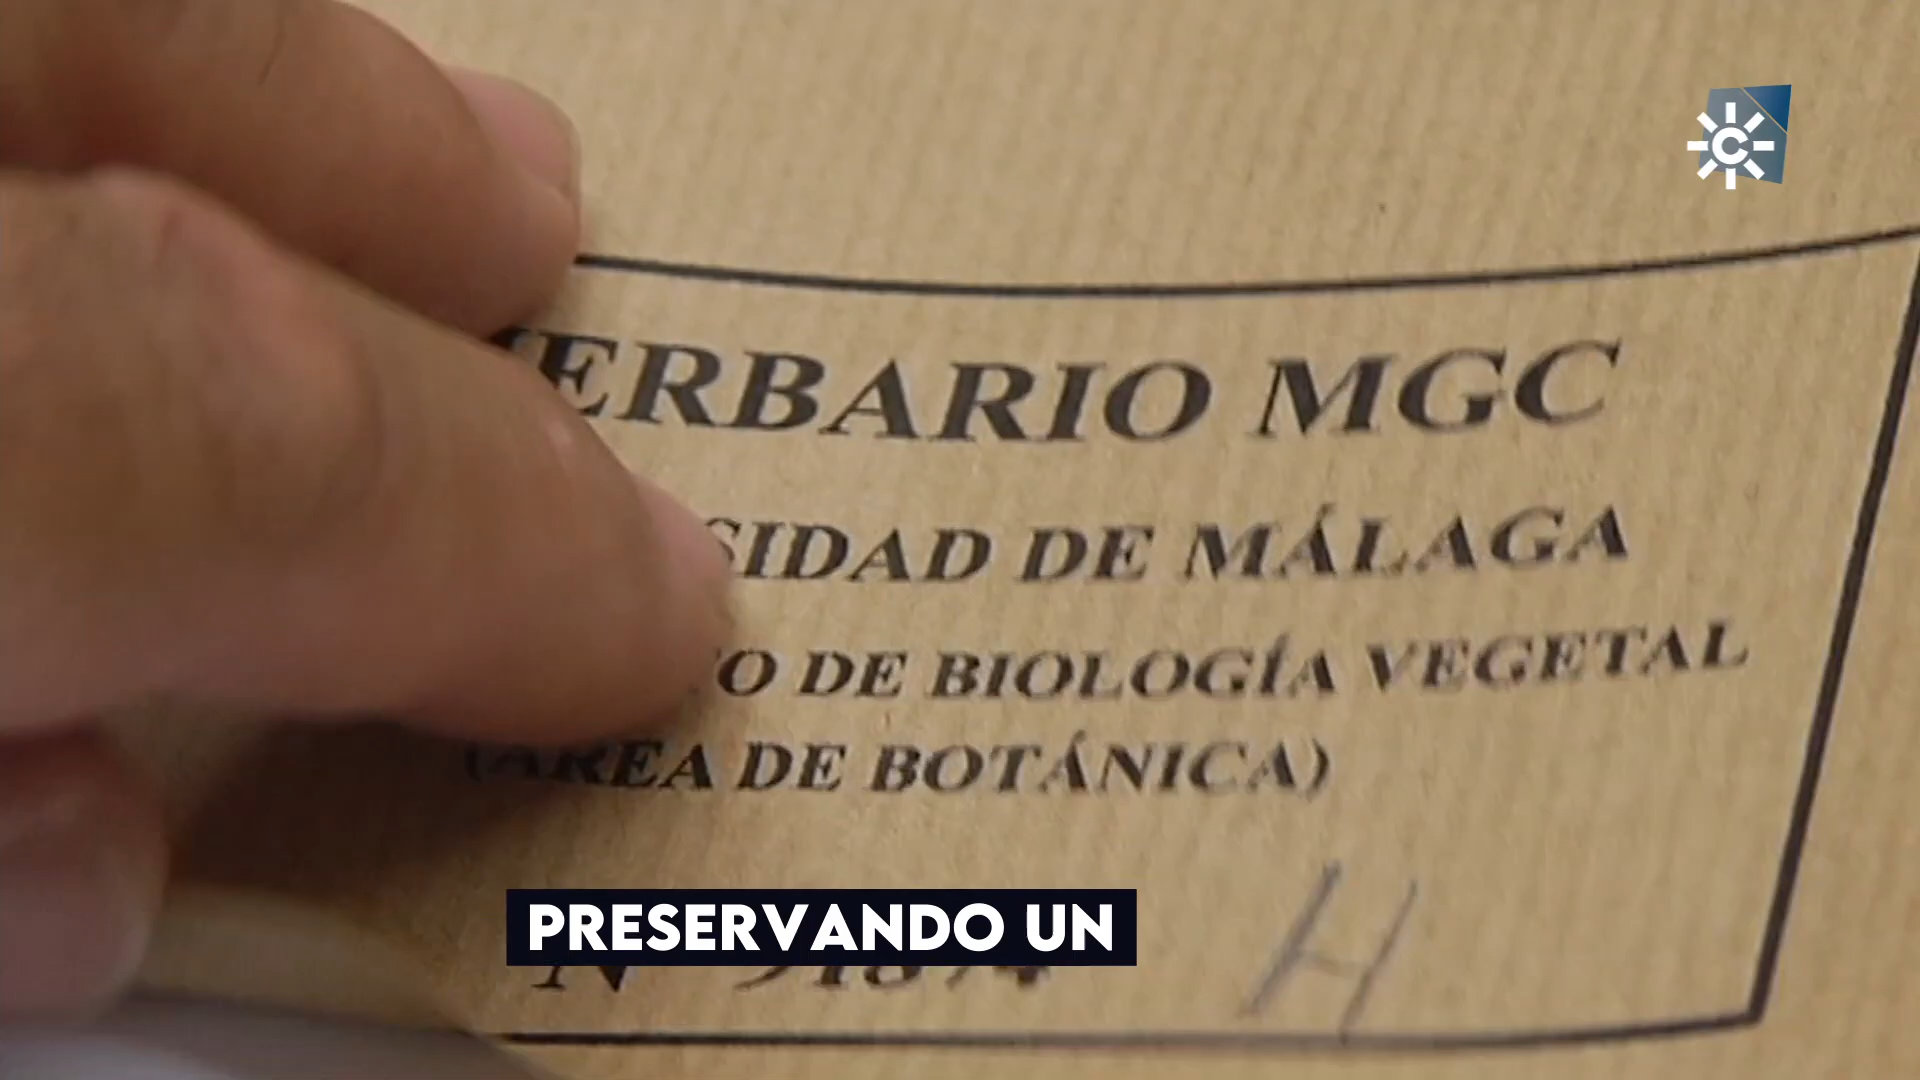 ERBARIO MGC
SIDAD DE MÁLAGA
O DE BIOLOGÍA VEGETAL
(ÁREA DE BOTÁNICA)
H
PRESERVANDO UN